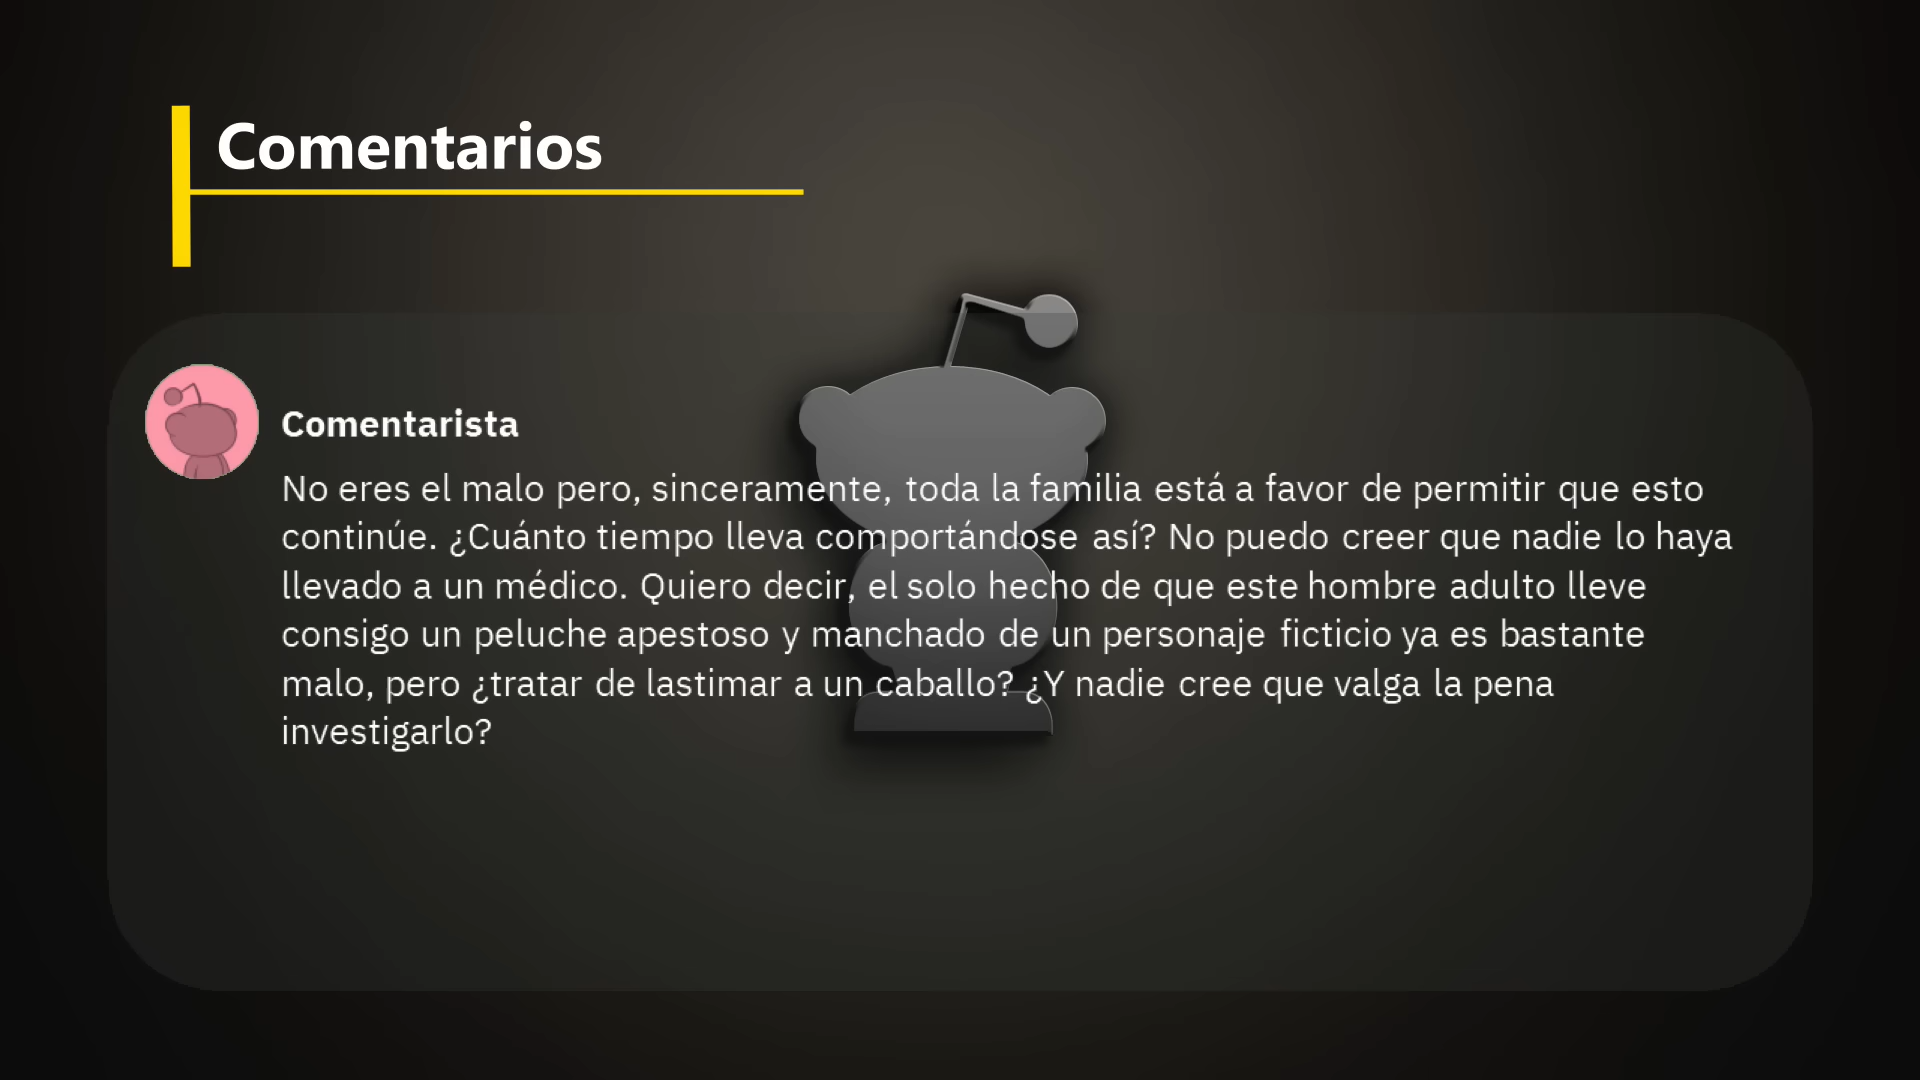 Comentarios
Comentarista
No eres el malo pero, sinceramente, toda la familia está a favor de permitir que esto
continúe. ¿Cuánto tiempo lleva comportándose así? No puedo creer que nadie lo haya
llevado a un médico. Quiero decir, el solo hecho de que este hombre adulto lleve
consigo un peluche apestoso y manchado de un personaje ficticio ya es bastante
malo, pero ¿tratar de lastimar a un caballo? ¿Y nadie cree que valga la pena
investigarlo?